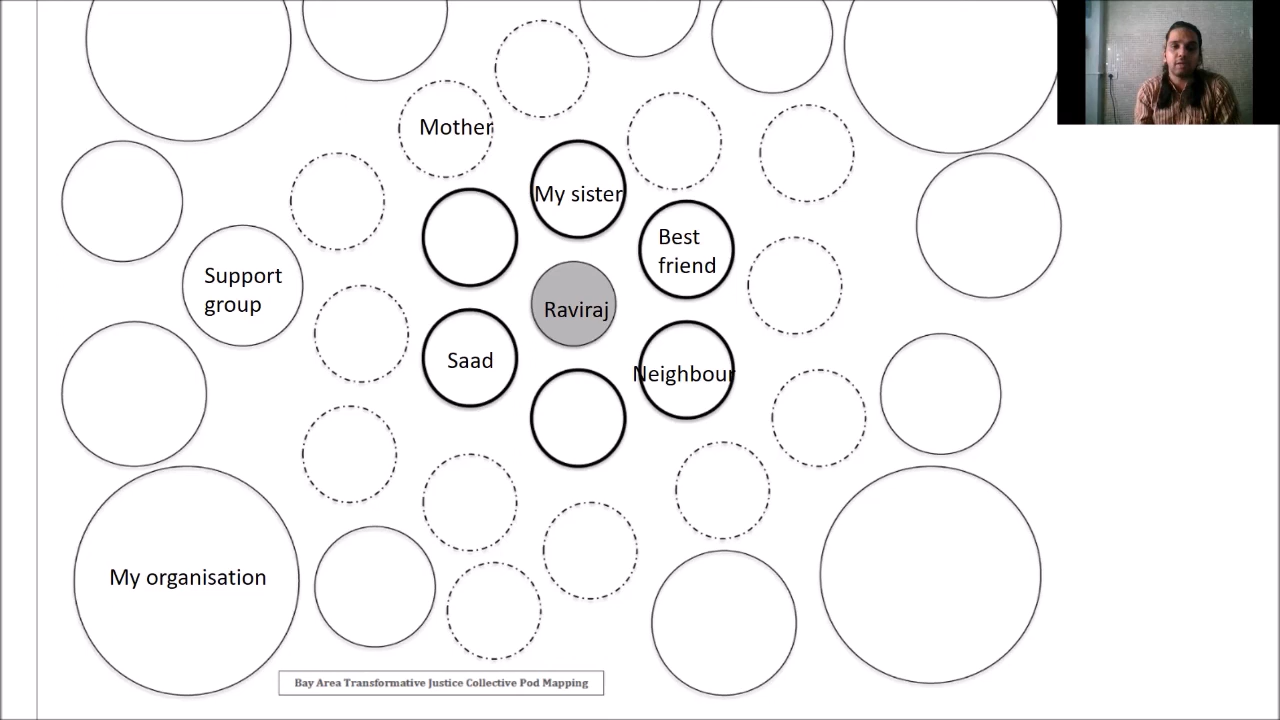 Mother
My sister
Best
friend
Support
group
Raviraj
Saad
Neighbour
My organisation
Bay Area Transformative Justice Collective Pod Mapping